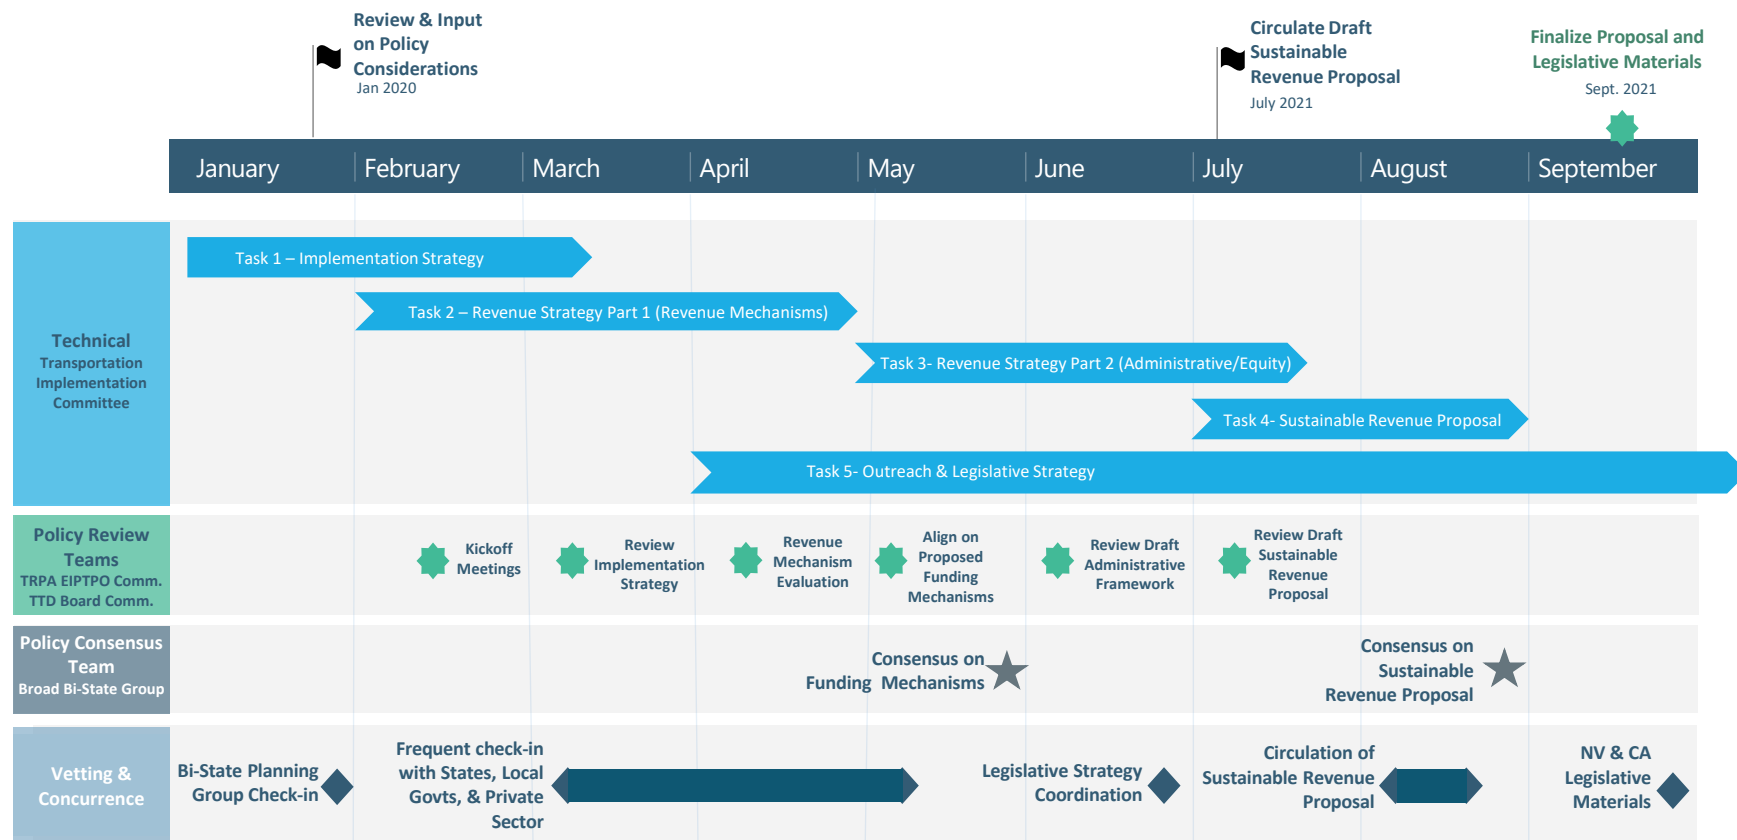 Review & Input
on Policy
Considerations
Jan 2020
Circulate Draft
Sustainable
Revenue Proposal
July 2021
Finalize Proposal and
Legislative Materials
Sept. 2021
January
February
March
April
May
June
July
August
September
Technical
Transportation
Implementation
Committee
Task 1 – Implementation Strategy
Task 2 – Revenue Strategy Part 1 (Revenue Mechanisms)
Task 3- Revenue Strategy Part 2 (Administrative/Equity)
Task 4- Sustainable Revenue Proposal
Task 5- Outreach & Legislative Strategy
Policy Review
Teams
TRPA EIPTPO Comm.
TTD Board Comm.
Kickoff
Meetings
Review
Implementation
Strategy
Revenue
Mechanism
Evaluation
Align on
Proposed
Funding
Mechanisms
Review Draft
Administrative
Framework
Review Draft
Sustainable
Revenue
Proposal
Policy Consensus
Team
Broad Bi-State Group
Consensus on
Funding Mechanisms
Consensus on
Sustainable
Revenue Proposal
Vetting &
Concurrence
Bi-State Planning
Group Check-in
Frequent check-in
with States, Local
Govts, & Private
Sector
Legislative Strategy
Coordination
Circulation of
Sustainable Revenue
Proposal
NV & CA
Legislative
Materials